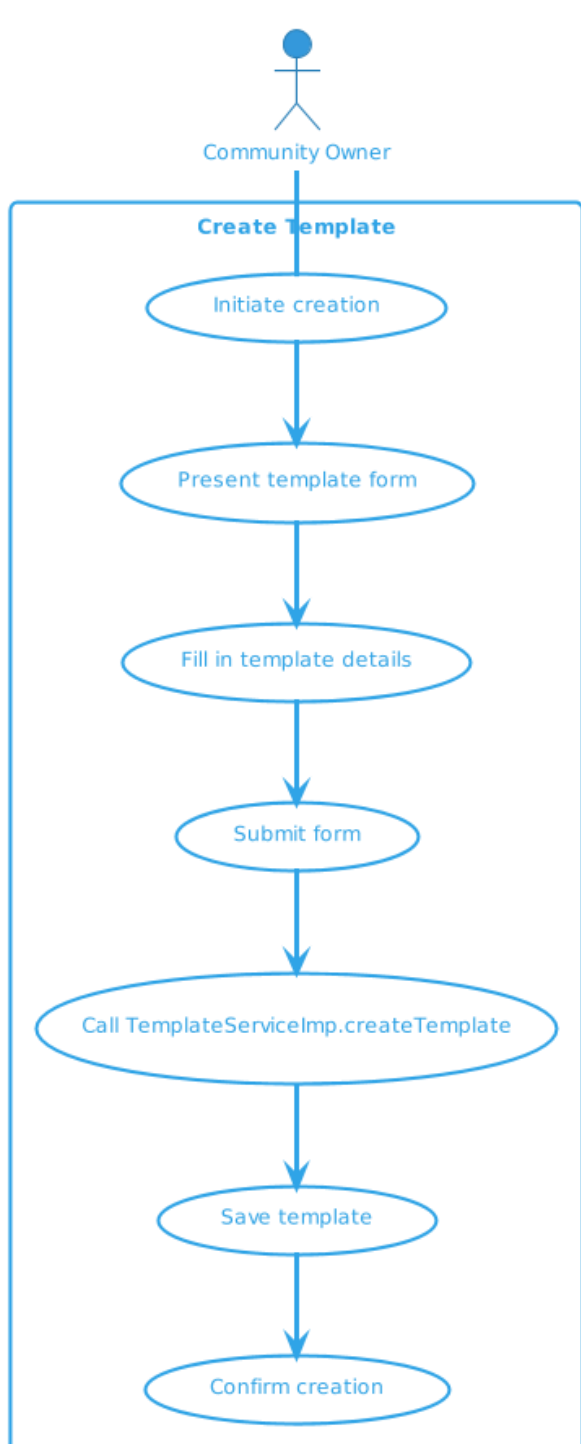 Community Owner
Create Template
Initiate creation
Present template form
Fill in template details
Submit form
Call TemplateServiceImp.createTemplate
Save template
Confirm creation